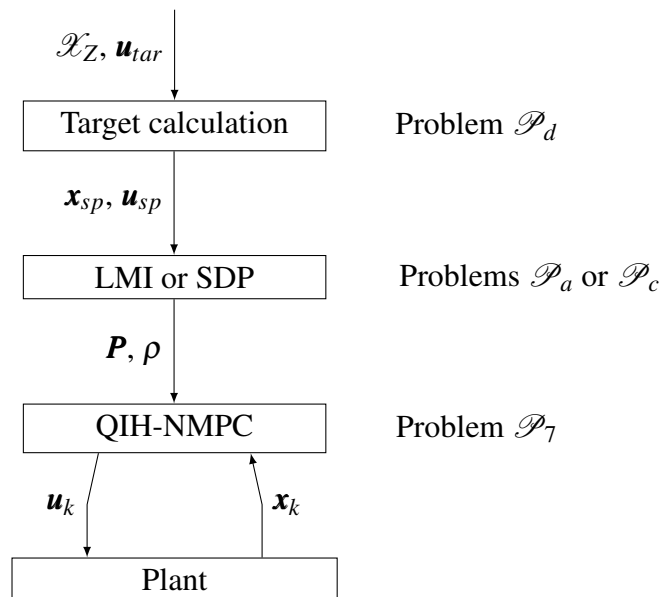 𝒳_Z, u_tar
Target calculation Problem 𝒫_d
x_sp, u_sp
LMI or SDP Problems 𝒫_a or 𝒫_c
P, ρ
QIH-NMPC Problem 𝒫_7
u_k x_k
Plant